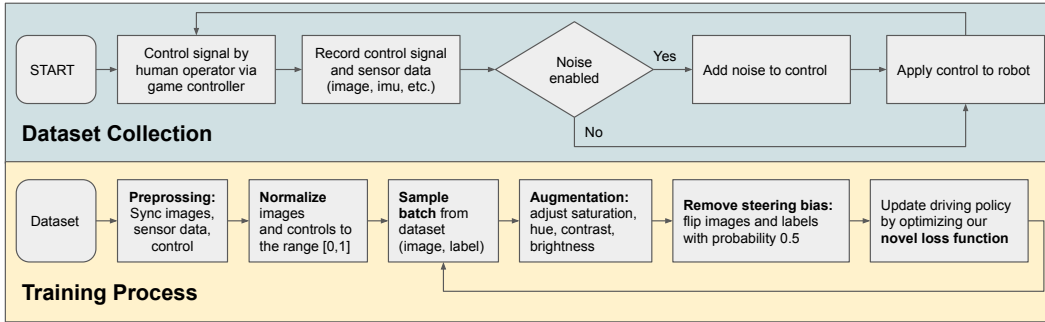 START
Control signal by
human operator via
game controller
Record control signal
and sensor data
(image, imu, etc.)
Noise
enabled
Yes
Add noise to control
Apply control to robot
No
Dataset Collection
Dataset
Preprossing:
Sync images,
sensor data,
control
Normalize
images
and controls to
the range [0,1]
Sample
batch from
dataset
(image, label)
Augmentation:
adjust saturation,
hue, contrast,
brightness
Remove steering bias:
flip images and labels
with probability 0.5
Update driving policy
by optimizing our
novel loss function
Training Process